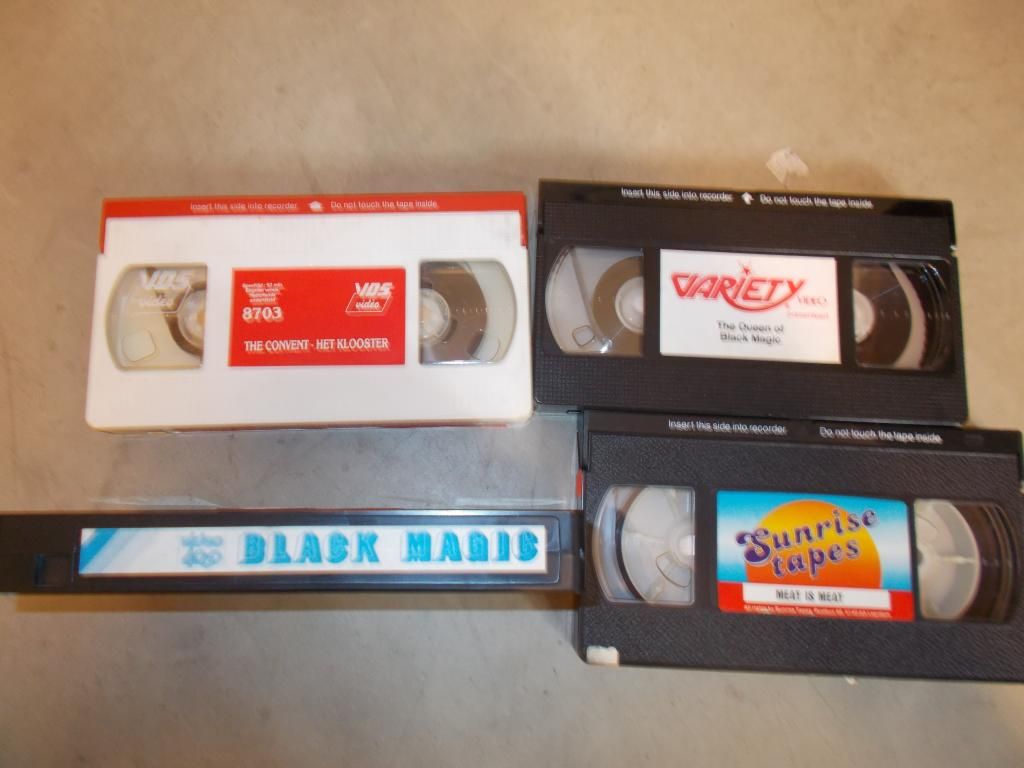 Insert this side into recorder Do not touch the tape inside
VDS
video
VDS
video
8703
THE CONVENT - HET KLOOSTER
Insert this side into recorder Do not touch the tape inside
VARIETY
VIDEO
The Queen of
Black Magic
BLACK MAGIC
Insert this side into recorder Do not touch the tape inside
Sunrise
tapes
MEAT IS MEAT